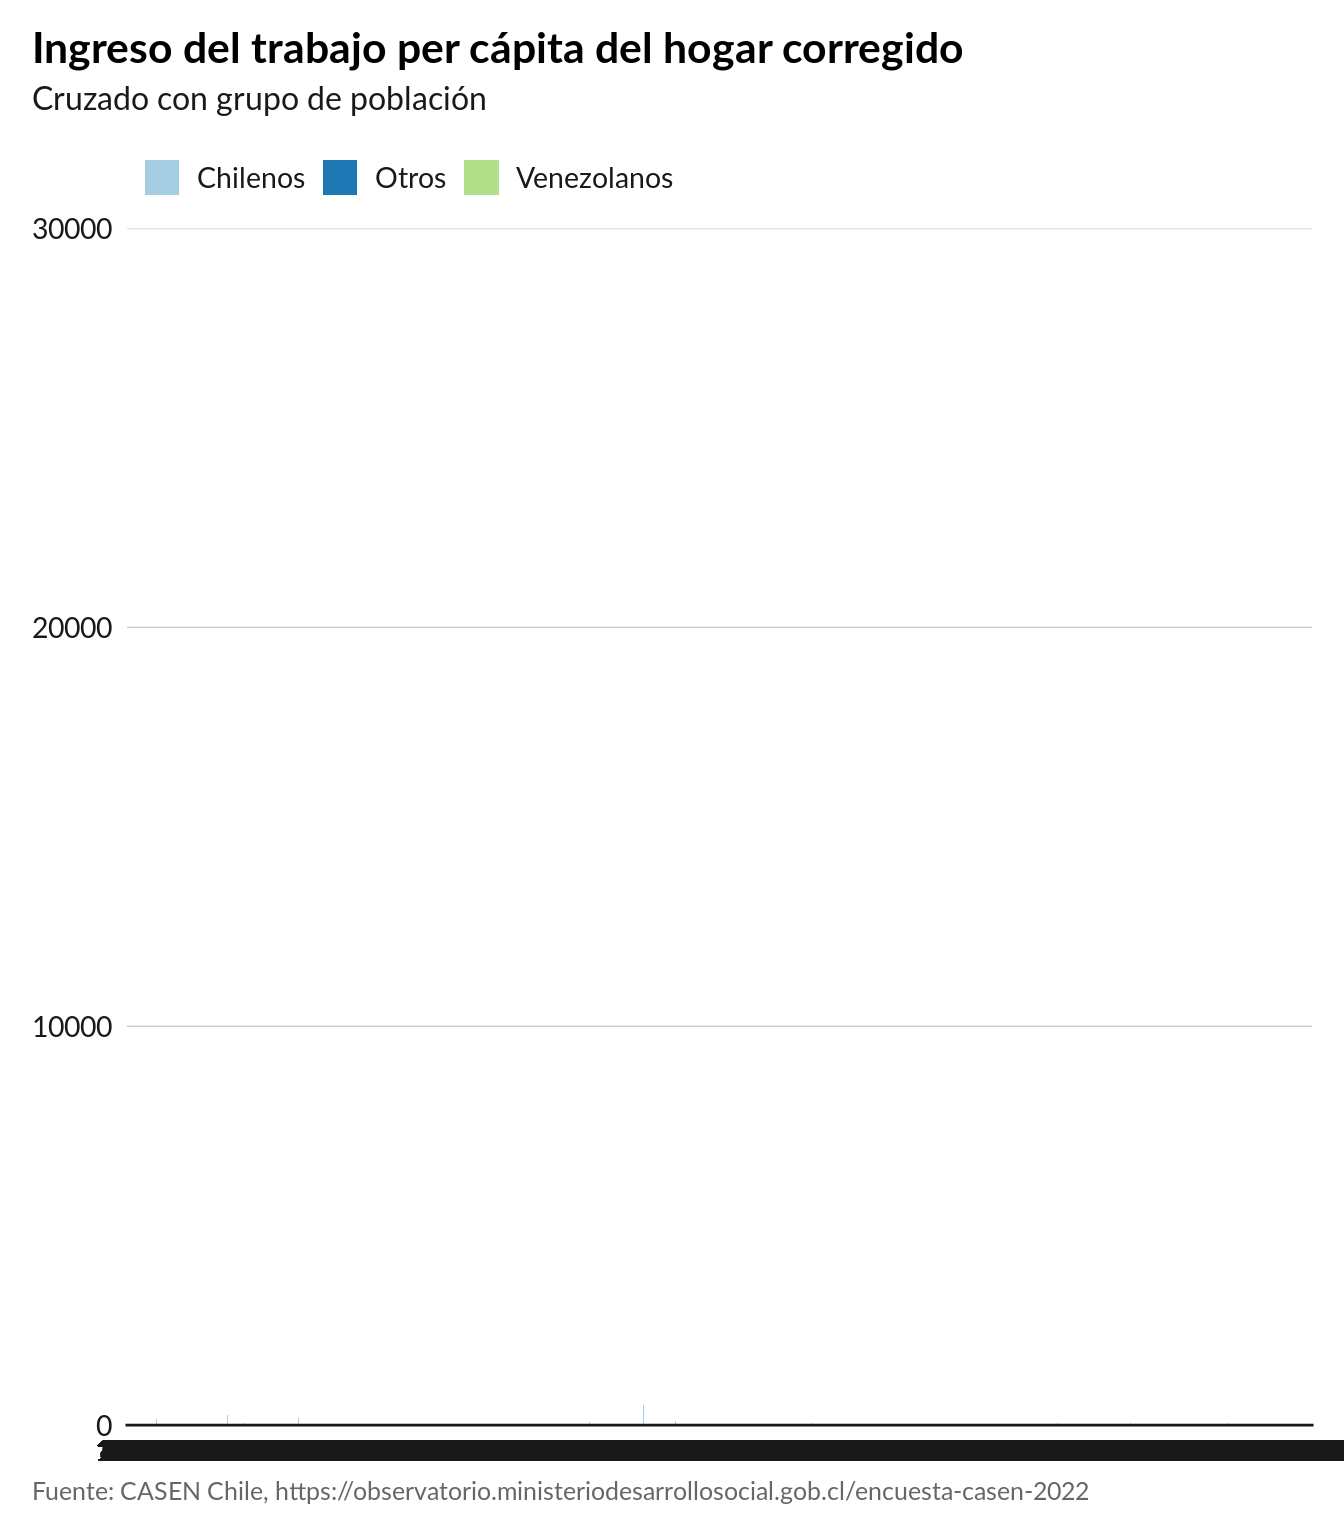 Ingreso del trabajo per cápita del hogar corregido
Cruzado con grupo de población
Chilenos Otros Venezolanos
30000
20000
10000
0
Fuente: CASEN Chile, https://observatorio.ministeriodesarrollosocial.gob.cl/encuesta-casen-2022